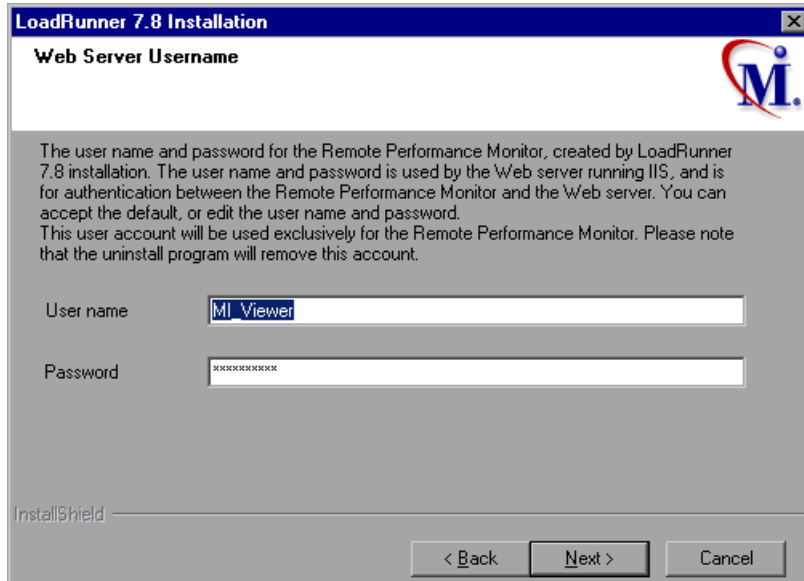 LoadRunner 7.8 Installation
Web Server Username
M.
The user name and password for the Remote Performance Monitor, created by LoadRunner
7.8 installation. The user name and password is used by the Web server running IIS, and is
for authentication between the Remote Performance Monitor and the Web server. You can
accept the default, or edit the user name and password.
This user account will be used exclusively for the Remote Performance Monitor. Please note
that the uninstall program will remove this account.
User name
MI_Viewer
Password
××××××××××
InstallShield
< Back
Next >
Cancel